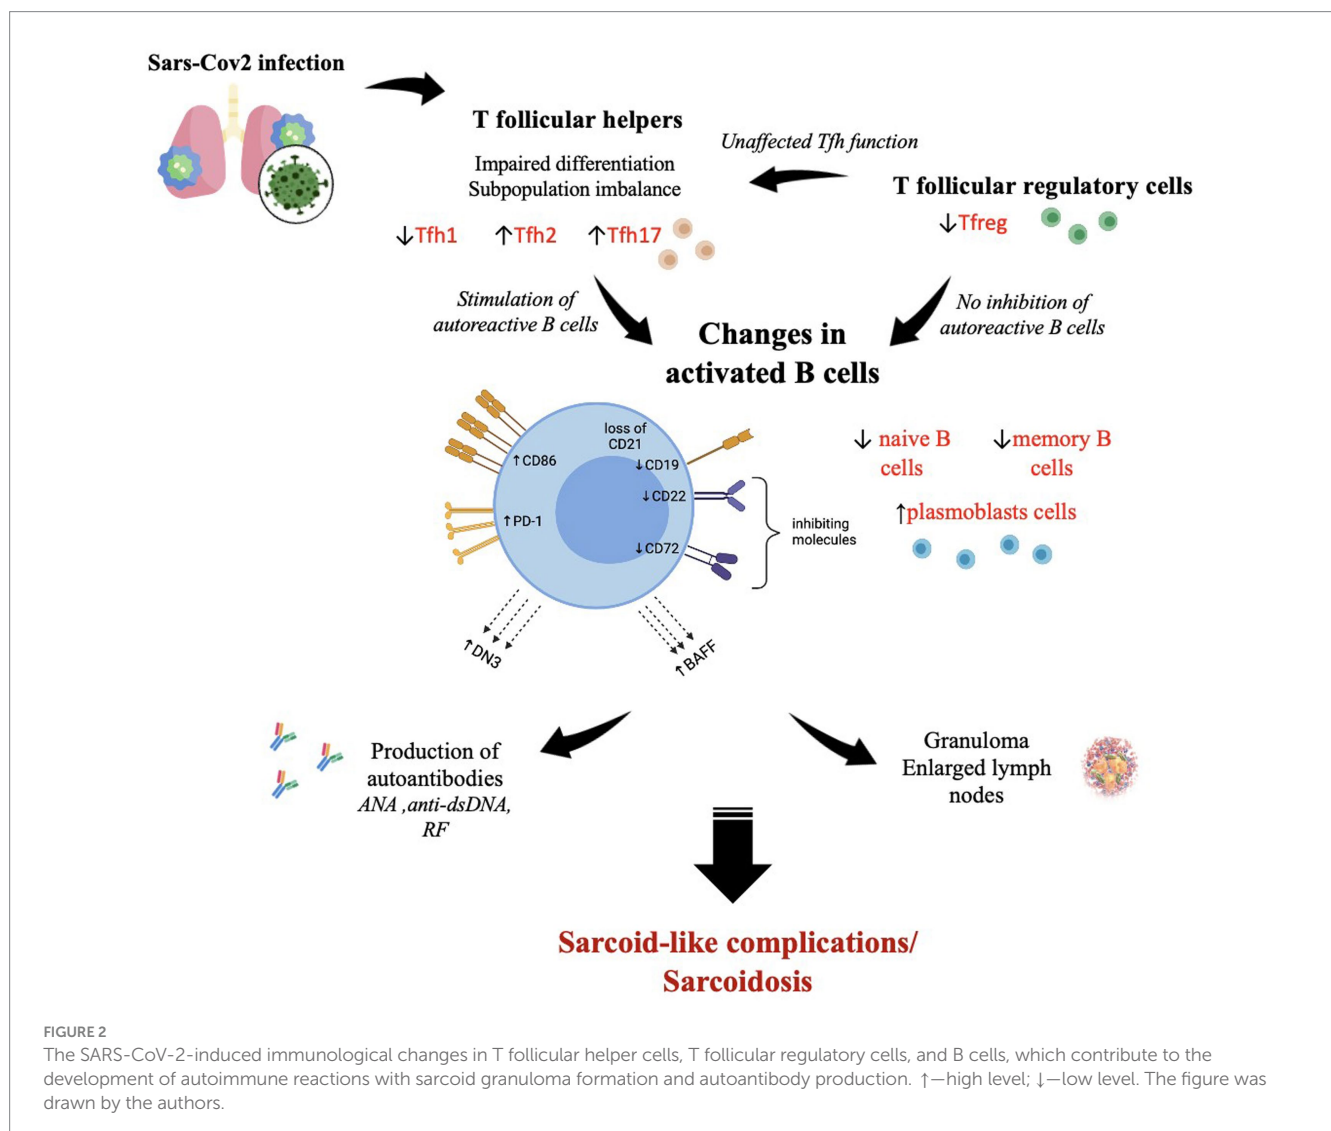 Sars-Cov2 infection
T follicular helpers
Impaired differentiation
Subpopulation imbalance
↓Tfh1 ↑Tfh2 ↑Tfh17
Unaffected Tfh function
T follicular regulatory cells
↓Tfreg
Stimulation of
autoreactive B cells
No inhibition of
autoreactive B cells
Changes in
activated B cells
loss of
CD21
↑CD86
↓CD19
↓CD22
↑PD-1
↓CD72
inhibiting
molecules
↓ naive B
cells
↓memory B
cells
↑plasmoblasts cells
↑DN3
↑BAFF
Production of
autoantibodies
ANA ,anti-dsDNA,
RF
Granuloma
Enlarged lymph
nodes
Sarcoid-like complications/
Sarcoidosis
FIGURE 2
The SARS-CoV-2-induced immunological changes in T follicular helper cells, T follicular regulatory cells, and B cells, which contribute to the
development of autoimmune reactions with sarcoid granuloma formation and autoantibody production. ↑—high level; ↓—low level. The figure was
drawn by the authors.